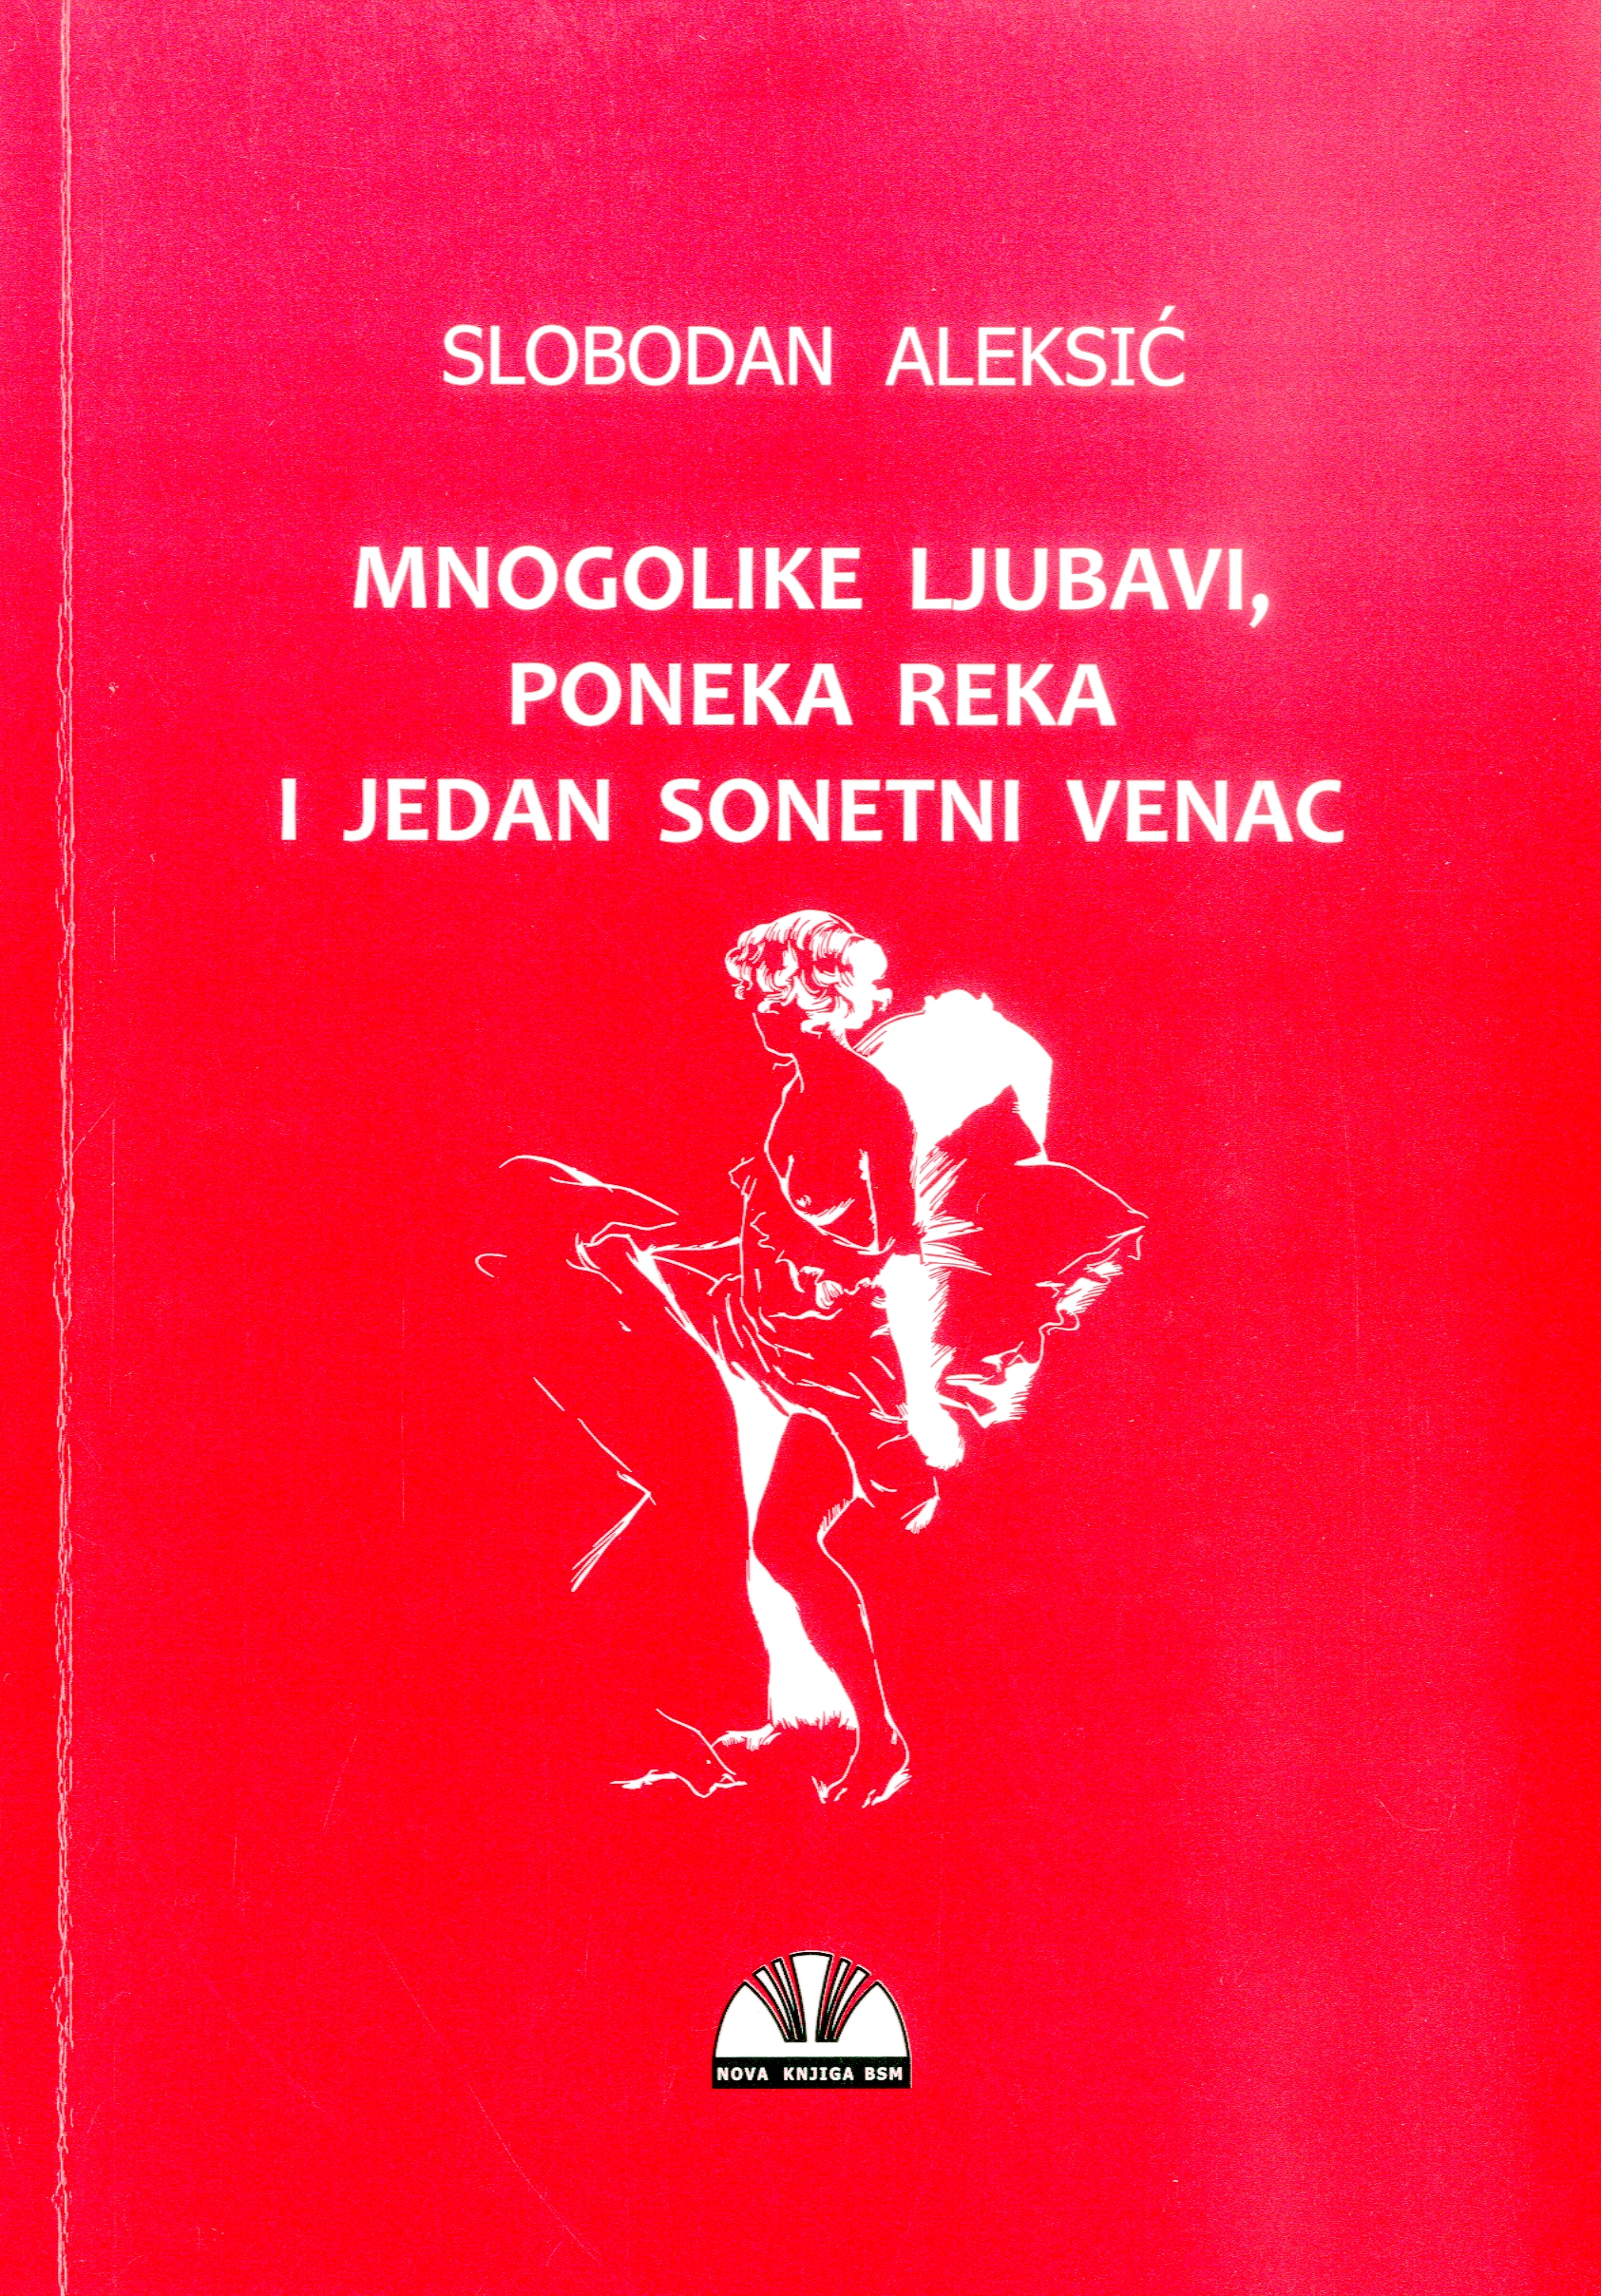 SLOBODAN ALEKSIĆ
MNOGOLIKE LJUBAVI,
PONEKA REKA
I JEDAN SONETNI VENAC
NOVA KNJIGA BSM